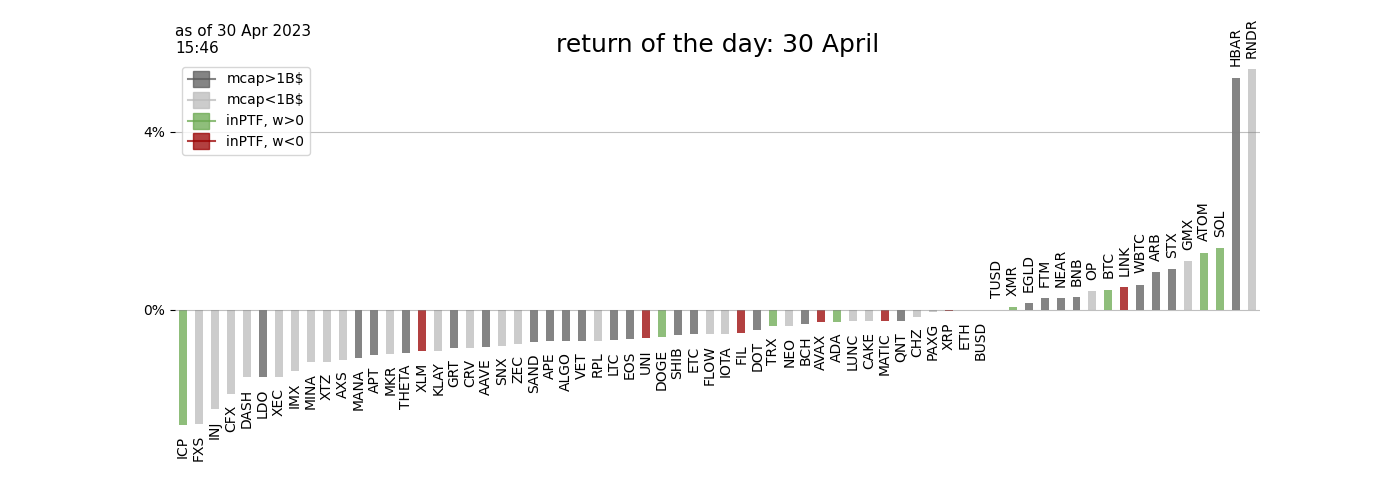 as of 30 Apr 2023
15:46
return of the day: 30 April
mcap>1B$
mcap<1B$
inPTF, w>0
inPTF, w<0
4%
0%
ICP
FXS
INJ
CFX
DASH
LDO
XEC
IMX
MINA
XTZ
AXS
MANA
APT
MKR
THETA
XLM
KLAY
GRT
CRV
AAVE
SNX
ZEC
SAND
APE
ALGO
VET
RPL
LTC
EOS
UNI
DOGE
SHIB
ETC
FLOW
IOTA
FIL
DOT
TRX
NEO
BCH
AVAX
ADA
LUNC
CAKE
MATIC
QNT
CHZ
PAXG
XRP
ETH
BUSD
TUSD
XMR
EGLD
FTM
NEAR
BNB
OP
BTC
LINK
WBTC
ARB
STX
GMX
ATOM
SOL
HBAR
RNDR